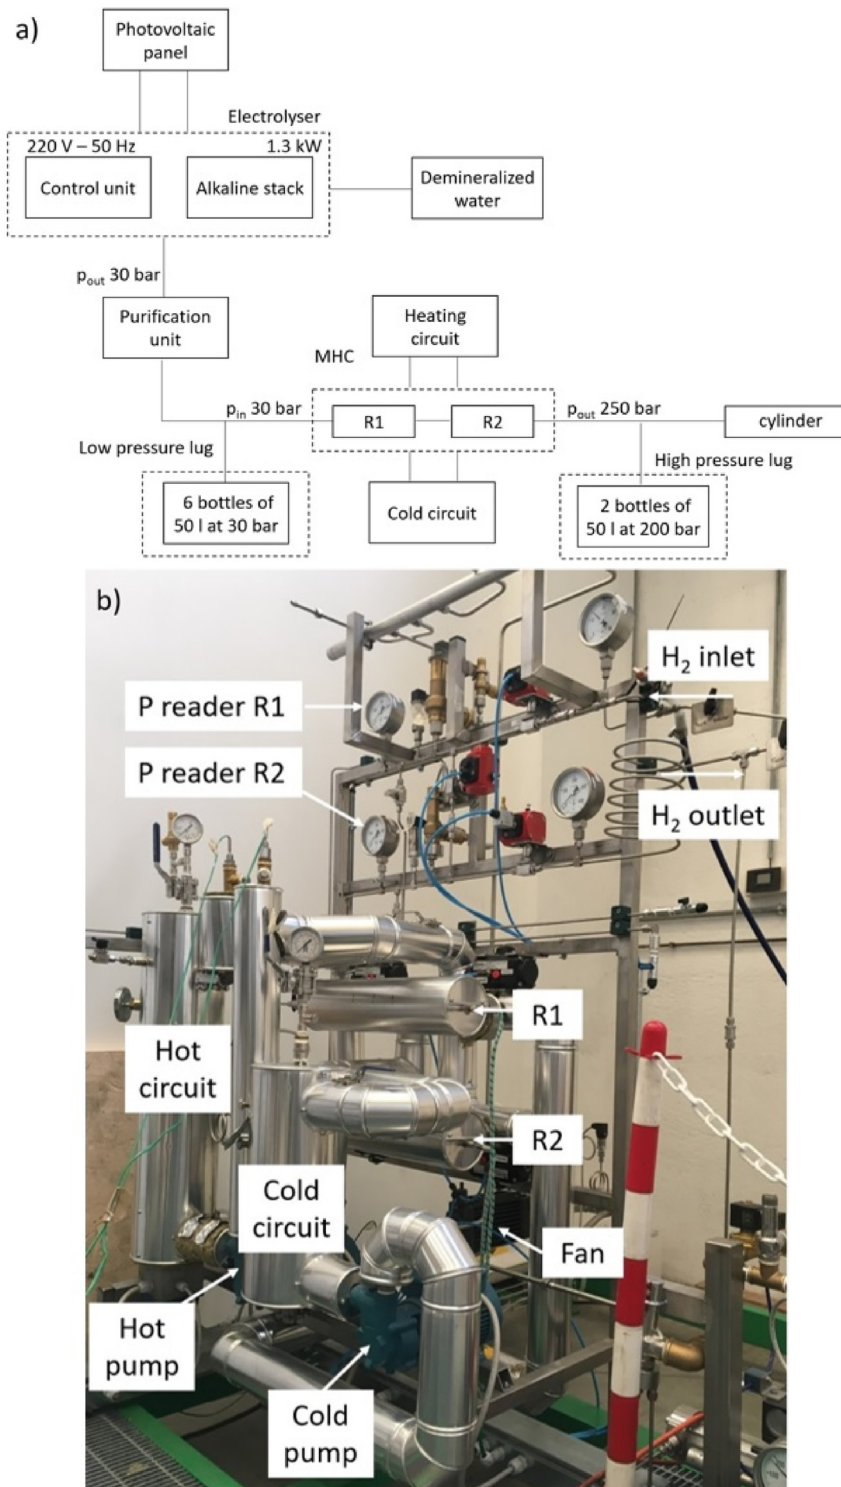 a)
Photovoltaic
panel
Electrolyser
220 V – 50 Hz
1.3 kW
Control unit
Alkaline stack
Demineralized
water
pout 30 bar
Purification
unit
Heating
circuit
MHC
pin 30 bar
R1
R2
pout 250 bar
cylinder
Low pressure lug
High pressure lug
6 bottles of
50 l at 30 bar
Cold circuit
2 bottles of
50 l at 200 bar
b)
H2 inlet
P reader R1
P reader R2
H2 outlet
R1
Hot
circuit
R2
Cold
circuit
Fan
Hot
pump
Cold
pump